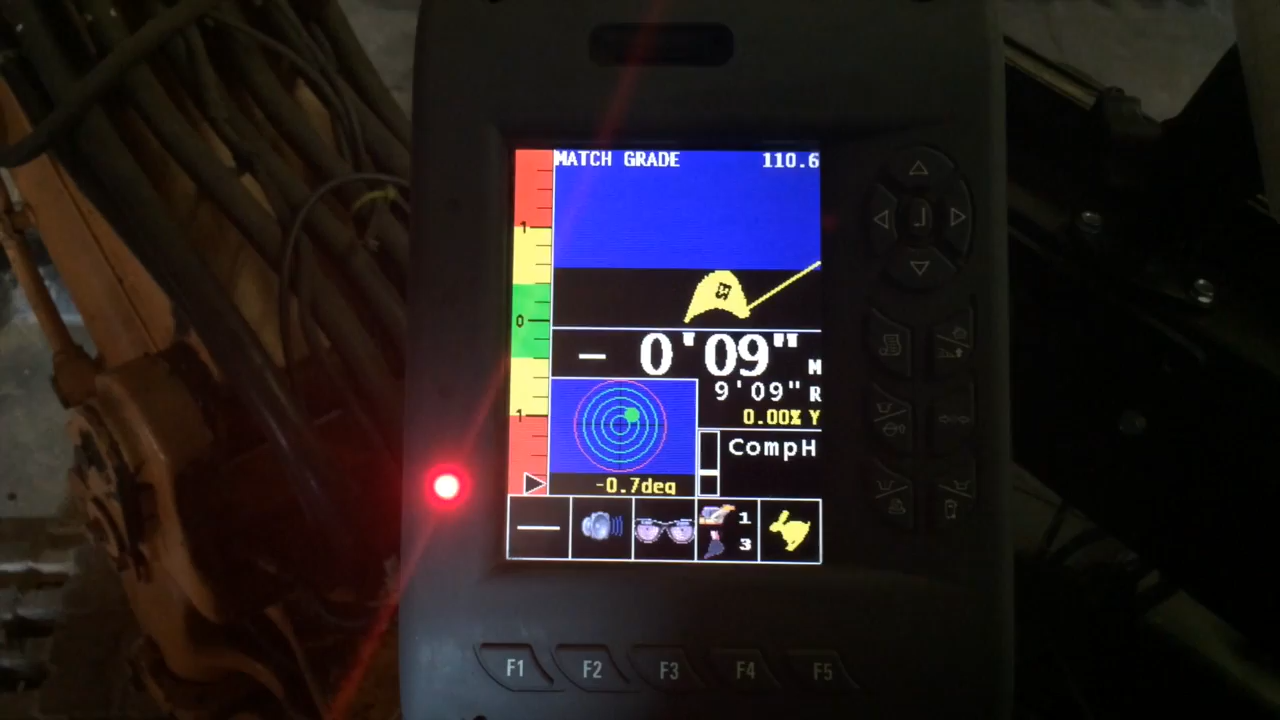 MATCH GRADE 110.6
1
0
1
- 0'09" M
9'09" R
0.00% Y
CompH
-0.7deg
1
3
F1 F2 F3 F4 F5